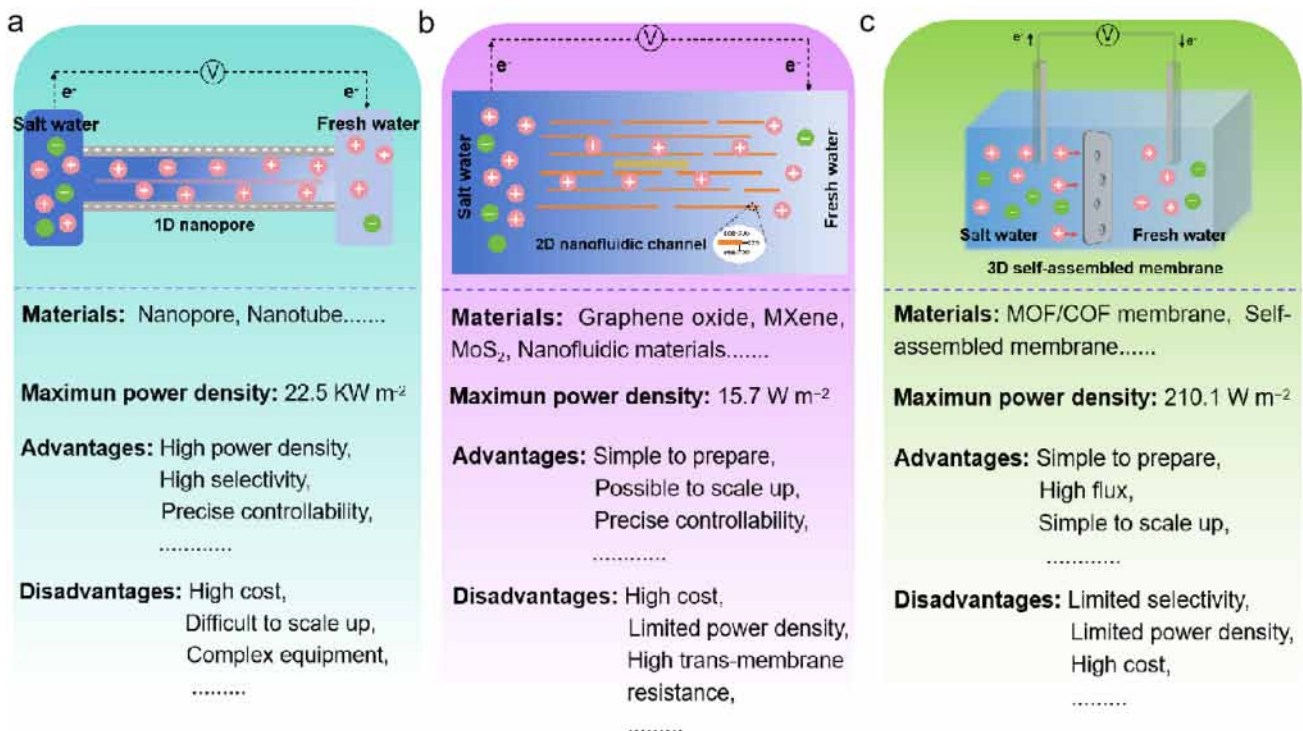 a
V
e-
e-
Salt water
Fresh water
1D nanopore
Materials: Nanopore, Nanotube.......
Maximun power density: 22.5 KW m⁻²
Advantages: High power density,
High selectivity,
Precise controllability,
............
Disadvantages: High cost,
Difficult to scale up,
Complex equipment,
.........
b
V
e-
e-
Salt water
Fresh water
2D nanofluidic channel
Materials: Graphene oxide, MXene,
MoS₂, Nanofluidic materials.......
Maximun power density: 15.7 W m⁻²
Advantages: Simple to prepare,
Possible to scale up,
Precise controllability,
............
Disadvantages: High cost,
Limited power density,
High trans-membrane
resistance,
.........
c
e-
V
e-
Salt water
Fresh water
3D self-assembled membrane
Materials: MOF/COF membrane, Self-
assembled membrane......
Maximun power density: 210.1 W m⁻²
Advantages: Simple to prepare,
High flux,
Simple to scale up,
............
Disadvantages: Limited selectivity,
Limited power density,
High cost,
.........